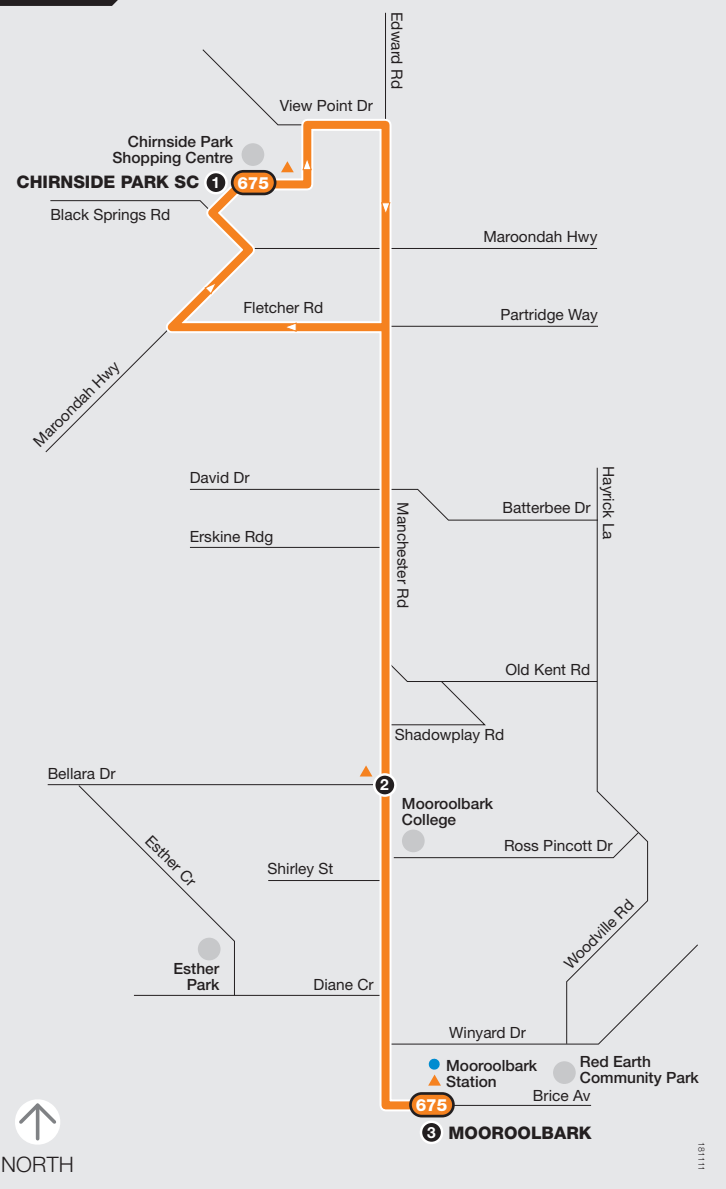 Edward Rd
View Point Dr
Chirnside Park
Shopping Centre
CHIRNSIDE PARK SC 1 675
Black Springs Rd
Maroondah Hwy
Fletcher Rd
Partridge Way
Maroondah Hwy
David Dr
Hayrick La
Batterbee Dr
Manchester Rd
Erskine Rdg
Old Kent Rd
Shadowplay Rd
Bellara Dr
2
Mooroolbark
College
Ross Pincott Dr
Esther Cr
Shirley St
Woodville Rd
Esther
Park
Diane Cr
Winyard Dr
Mooroolbark
Station
Red Earth
Community Park
Brice Av
675
3 MOOROOLBARK
NORTH
181111